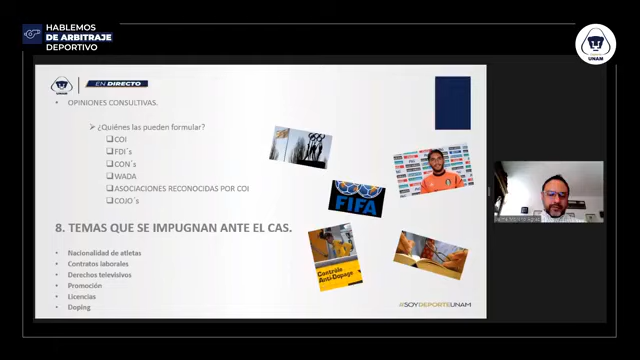 HABLEMOS
DE ARBITRAJE
DEPORTIVO
UNAM
UNAM
EN DIRECTO
• OPINIONES CONSULTIVAS.
➢ ¿Quiénes las pueden formular?
❑ COI
❑ FDI´s
❑ CON´s
❑ WADA
❑ ASOCIACIONES RECONOCIDAS POR COI
❑ COJO´s
8. TEMAS QUE SE IMPUGNAN ANTE EL CAS.
• Nacionalidad de atletas
• Contratos laborales
• Derechos televisivos
• Promoción
• Licencias
• Doping
FIFA
Contrôle
Anti-Dopage
#SOYDEPORTEUNAM